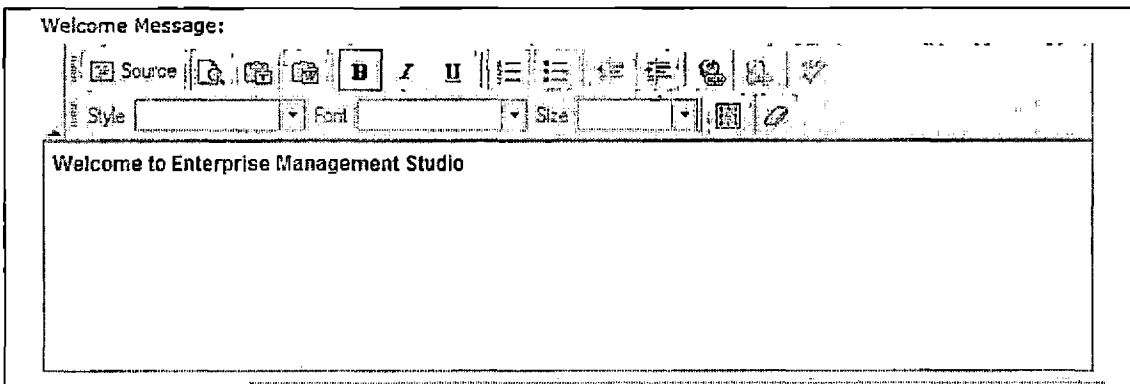 Welcome Message:
Source B I U
Style Font Size
Welcome to Enterprise Management Studio